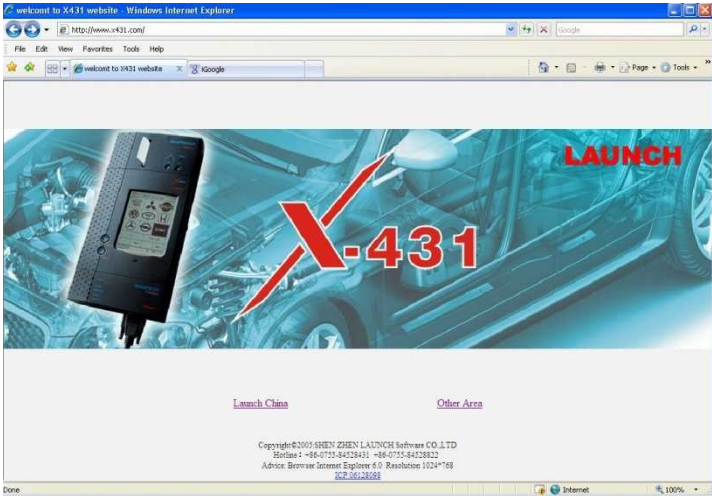 welcomt to X431 website - Windows Internet Explorer
http://www.x431.com/
Google
File Edit View Favorites Tools Help
welcomt to X431 website
iGoogle
Page
Tools
LAUNCH
X-431
Launch China
Other Area
Copyright©2005:SHEN ZHEN LAUNCH Software CO.,LTD
Hotline：+86-0755-84528431 +86-0755-84528822
Advice: Browser Internet Explorer 6.0 Resolution 1024*768
ICP 06128098
Done
Internet
100%